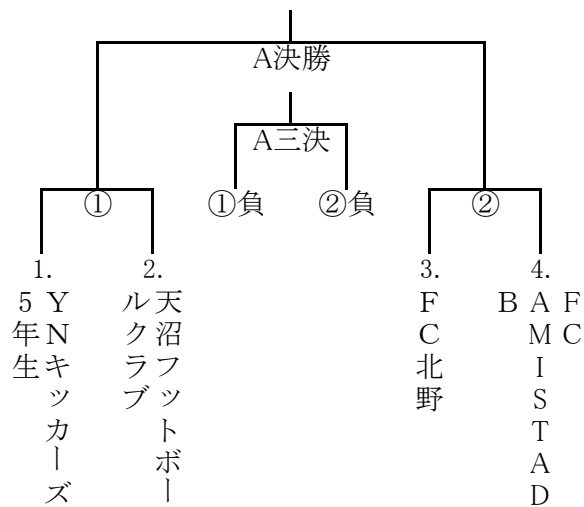 A決勝
A三決
①
①負
②負
②
1.
2.
3.
4.
YNキッカーズ
5年生
天沼フットボー
ルクラブ
FC北野
FC
AMISTAD
B